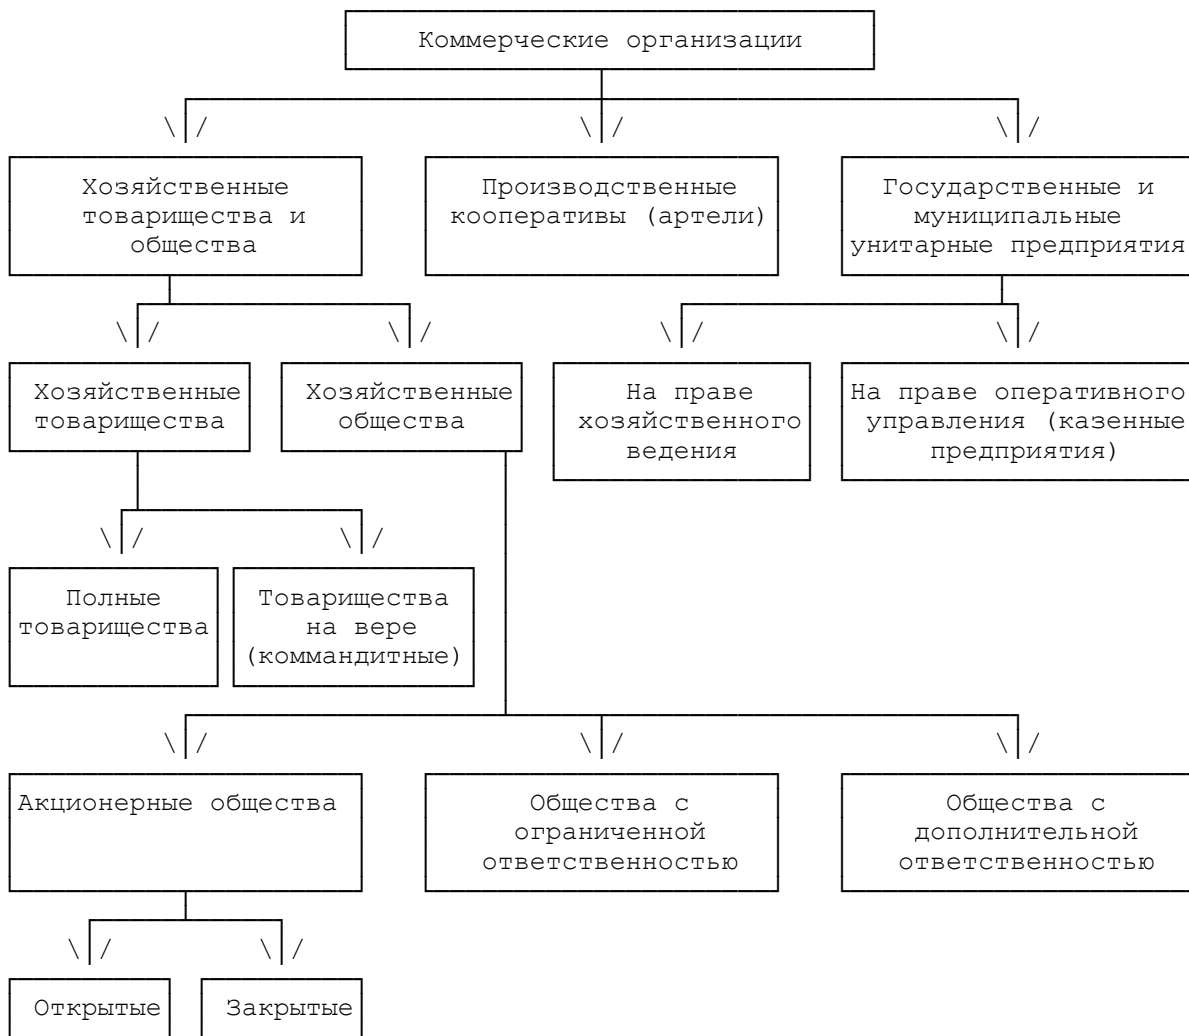 Коммерческие организации
Хозяйственные
товарищества и
общества
Производственные
кооперативы (артели)
Государственные и
муниципальные
унитарные предприятия
Хозяйственные
товарищества
Хозяйственные
общества
На праве
хозяйственного
ведения
На праве оперативного
управления (казенные
предприятия)
Полные
товарищества
Товарищества
на вере
(коммандитные)
Акционерные общества
Общества с
ограниченной
ответственностью
Общества с
дополнительной
ответственностью
Открытые
Закрытые